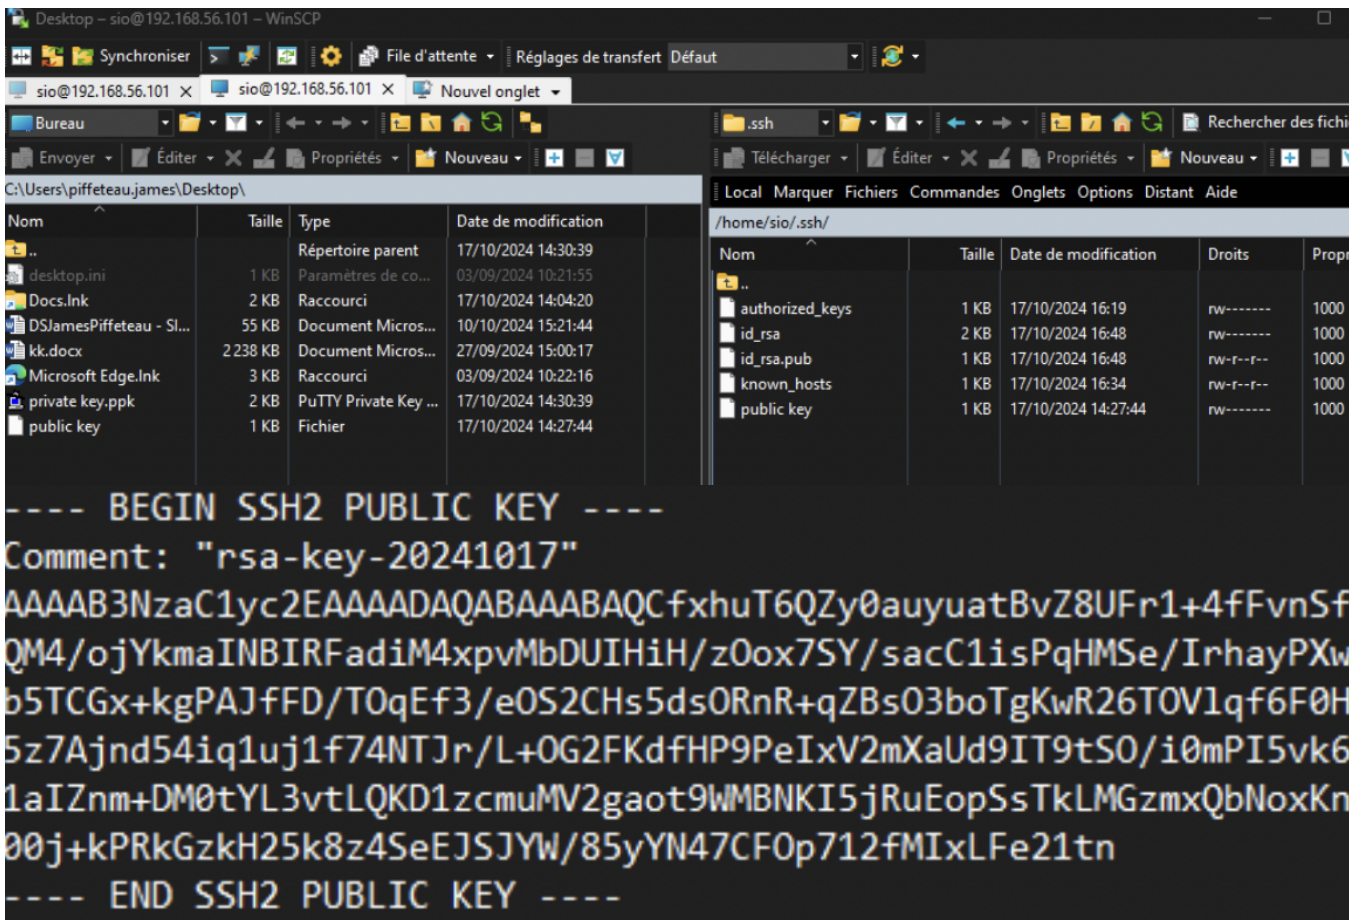 Desktop – sio@192.168.56.101 – WinSCP
Synchroniser File d'attente Réglages de transfert Défaut
sio@192.168.56.101 × sio@192.168.56.101 × Nouvel onglet
Bureau
Envoyer Éditer Propriétés Nouveau
C:\Users\piffeteau.james\Desktop\
Nom Taille Type Date de modification
.. Répertoire parent 17/10/2024 14:30:39
desktop.ini 1 KB Paramètres de co... 03/09/2024 10:21:55
Docs.lnk 2 KB Raccourci 17/10/2024 14:04:20
DSJamesPiffeteau - Sl... 55 KB Document Micros... 10/10/2024 15:21:44
kk.docx 2 238 KB Document Micros... 27/09/2024 15:00:17
Microsoft Edge.lnk 3 KB Raccourci 03/09/2024 10:22:16
private key.ppk 2 KB PuTTY Private Key ... 17/10/2024 14:30:39
public key 1 KB Fichier 17/10/2024 14:27:44
.ssh Rechercher des fichi
Télécharger Éditer Propriétés Nouveau
Local Marquer Fichiers Commandes Onglets Options Distant Aide
/home/sio/.ssh/
Nom Taille Date de modification Droits Propr
..
authorized_keys 1 KB 17/10/2024 16:19 rw------- 1000
id_rsa 2 KB 17/10/2024 16:48 rw------- 1000
id_rsa.pub 1 KB 17/10/2024 16:48 rw-r--r-- 1000
known_hosts 1 KB 17/10/2024 16:34 rw-r--r-- 1000
public key 1 KB 17/10/2024 14:27:44 rw------- 1000
---- BEGIN SSH2 PUBLIC KEY ----
Comment: "rsa-key-20241017"
AAAAB3NzaC1yc2EAAAADAQABAAABAQCfxhuT6QZy0auyuatBvZ8UFr1+4fFvnSf
QM4/ojYkmaINBIRFadiM4xpvMbDUIHiH/zOox7SY/sacC1isPqHMSe/IrhayPXw
b5TCGx+kgPAJfFD/TOqEf3/eOS2CHs5dsORnR+qZBsO3boTgKwR26TOVlqf6F0H
5z7Ajnd54iq1uj1f74NTJr/L+OG2FKdfHP9PeIxV2mXaUd9IT9tSO/i0mPI5vk6
1aIZnm+DM0tYL3vtLQKD1zcmuMV2gaot9WMBNKI5jRuEopSsTkLMGzmxQbNoxKn
00j+kPRkGzkH25k8z4SeEJSJYW/85yYN47CFOp712fMIxLFe21tn
---- END SSH2 PUBLIC KEY ----